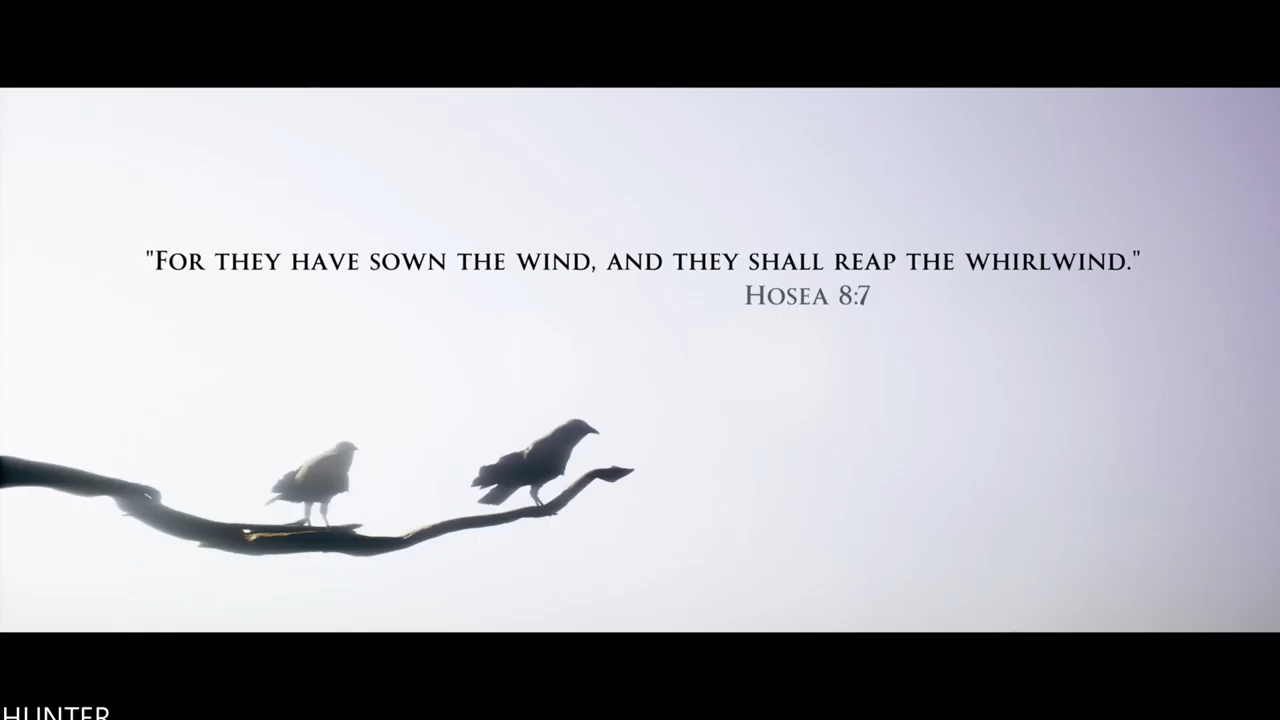 "For they have sown the wind, and they shall reap the whirlwind."
Hosea 8:7
HUNTER